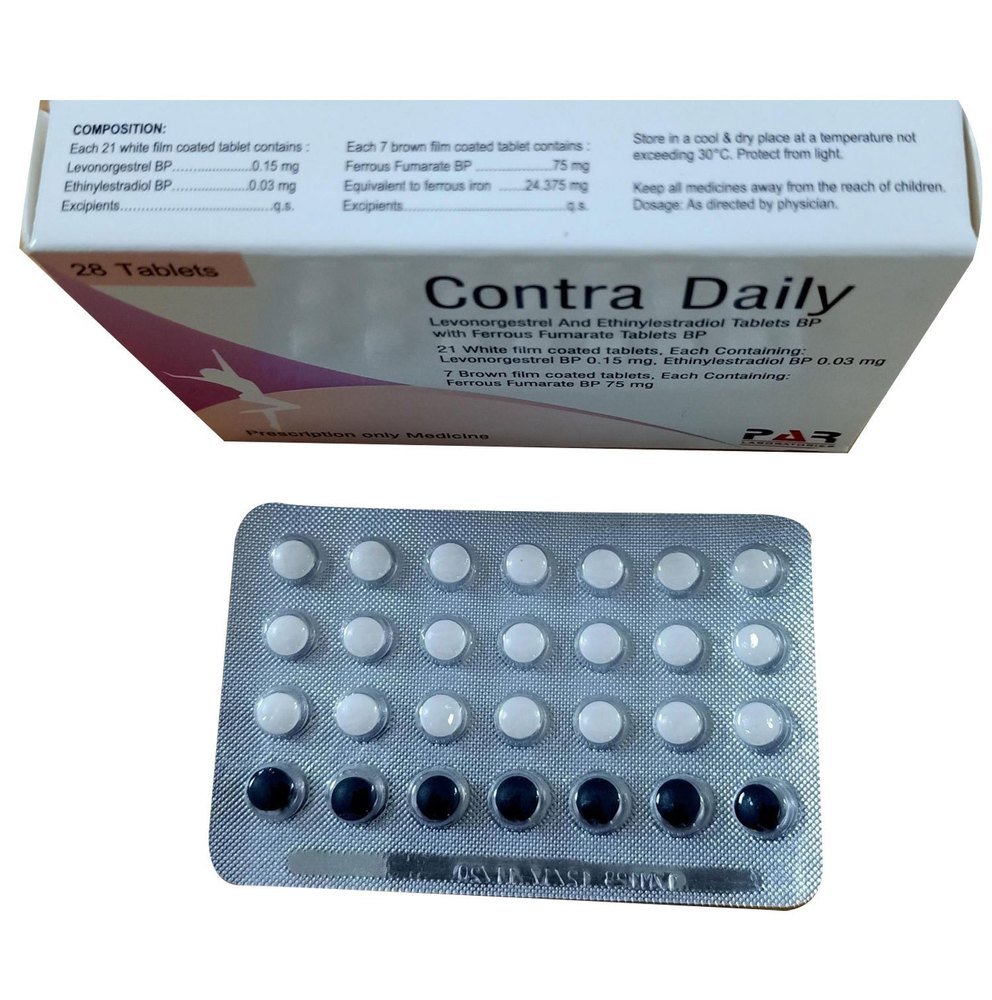 COMPOSITION:
Each 21 white film coated tablet contains :
Levonorgestrel BP.......................0.15 mg
Ethinylestradiol BP......................0.03 mg
Excipients...........................................q.s.
Each 7 brown film coated tablet contains :
Ferrous Fumarate BP ....................75 mg
Equivalent to ferrous iron .......24.375 mg
Excipients............................................q.s.
Store in a cool & dry place at a temperature not
exceeding 30°C. Protect from light.
Keep all medicines away from the reach of children.
Dosage: As directed by physician.
28 Tablets
Contra Daily
Levonorgestrel And Ethinylestradiol Tablets BP
with Ferrous Fumarate Tablets BP
21 White film coated tablets, Each Containing:
Levonorgestrel BP 0.15 mg, Ethinylestradiol BP 0.03 mg
7 Brown film coated tablets, Each Containing:
Ferrous Fumarate BP 75 mg
Prescription only Medicine
PAR
LABORATORIES